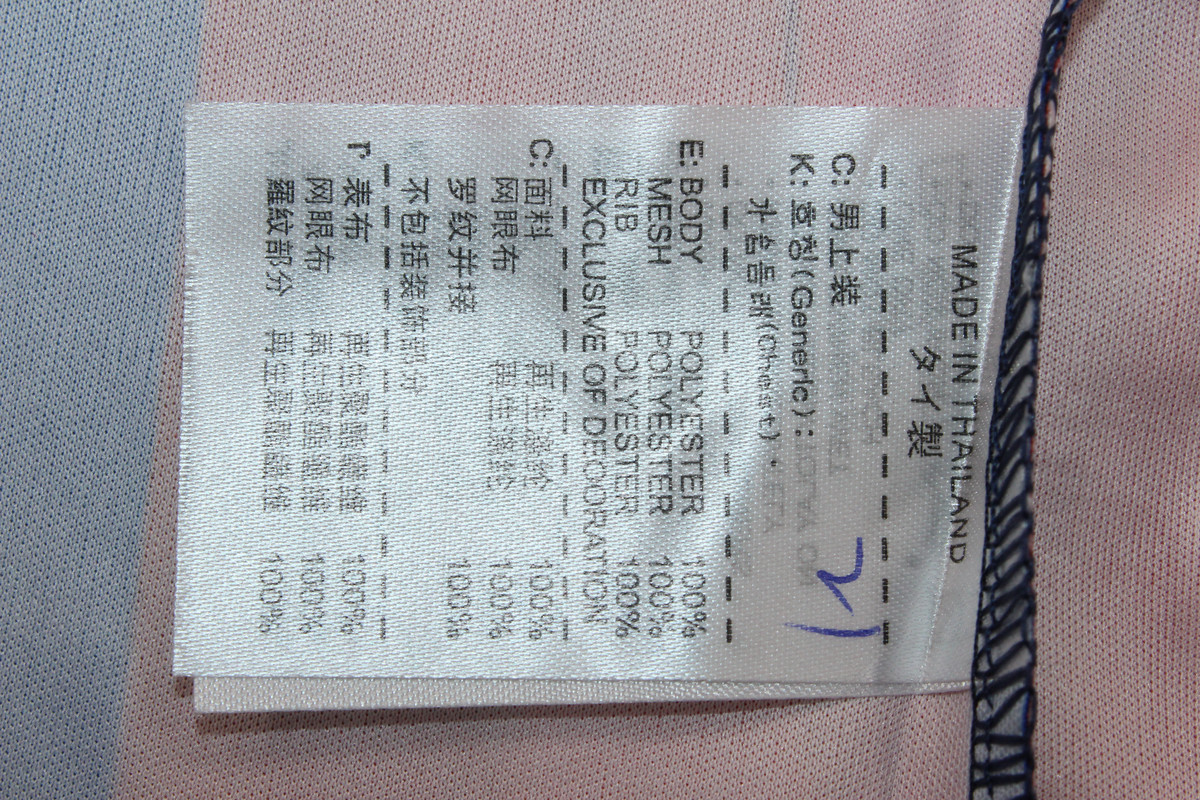 MADE IN THAILAND
タイ製
C: 男上装
K: 호칭(Generic):
가슴둘레(Chest)
E: BODY POLYESTER 100%
MESH POLYESTER 100%
RIB POLYESTER 100%
EXCLUSIVE OF DECORATION
C: 面料 再生涤纶 100%
网眼布 再生涤纶 100%
罗纹并接 100%
不包括装饰部分
T 表布 再生聚酯纖維 100%
网眼布 再生聚酯纖維 100%
羅紋部分 再生聚酯纖維 100%